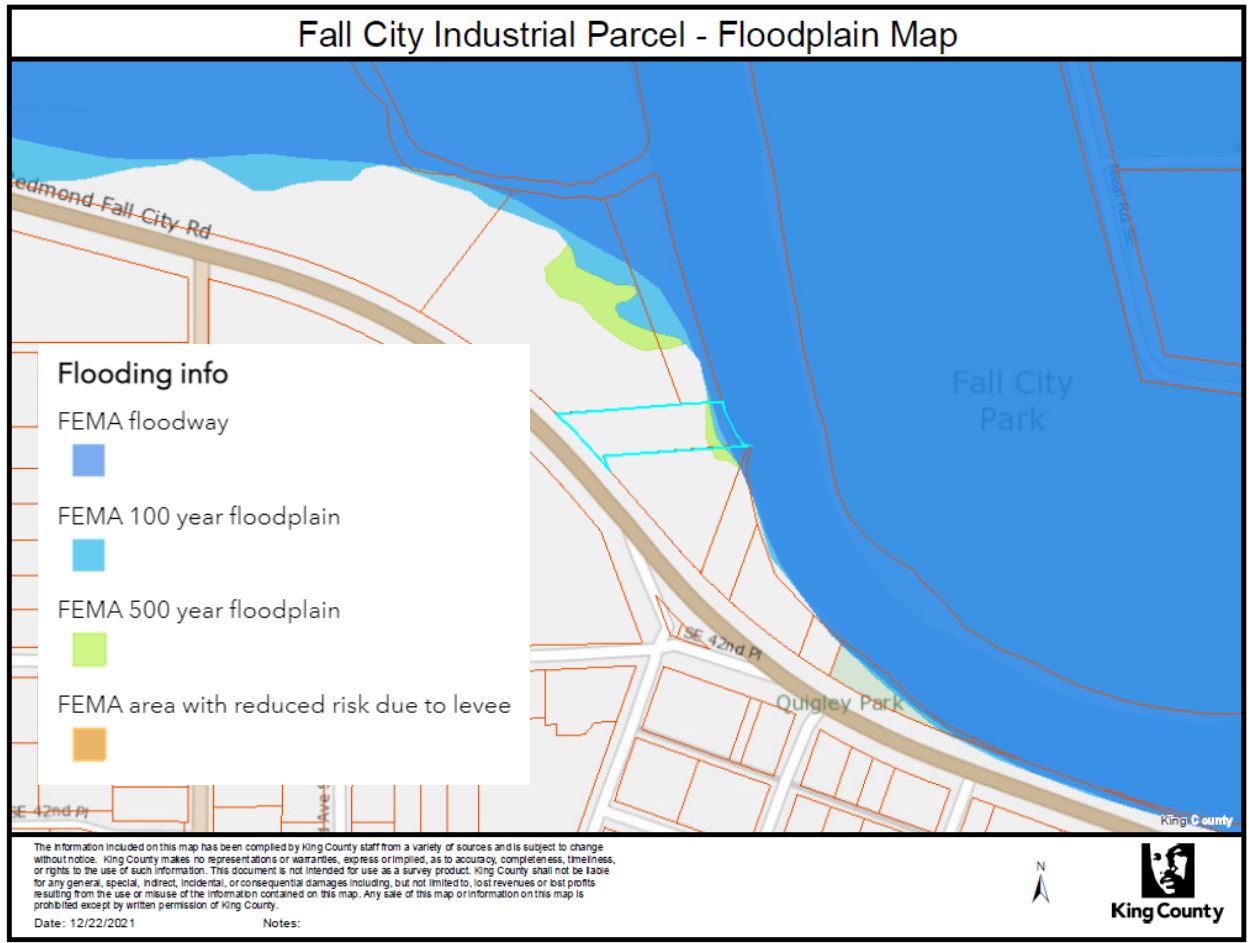 Fall City Industrial Parcel - Floodplain Map
edmond Fall City Rd
Neal Rd SE
Fall City
Park
Flooding info
FEMA floodway
FEMA 100 year floodplain
FEMA 500 year floodplain
FEMA area with reduced risk due to levee
SE 42nd Pl
Quigley Park
SE 42nd Pl
d Ave S
King County
The information included on this map has been compiled by King County staff from a variety of sources and is subject to change
without notice. King County makes no representations or warranties, express or implied, as to accuracy, completeness, timeliness,
or rights to the use of such information. This document is not intended for use as a survey product. King County shall not be liable
for any general, special, indirect, incidental, or consequential damages including, but not limited to, lost revenues or lost profits
resulting from the use or misuse of the information contained on this map. Any sale of this map or information on this map is
prohibited except by written permission of King County.
Date: 12/22/2021 Notes:
N
King County